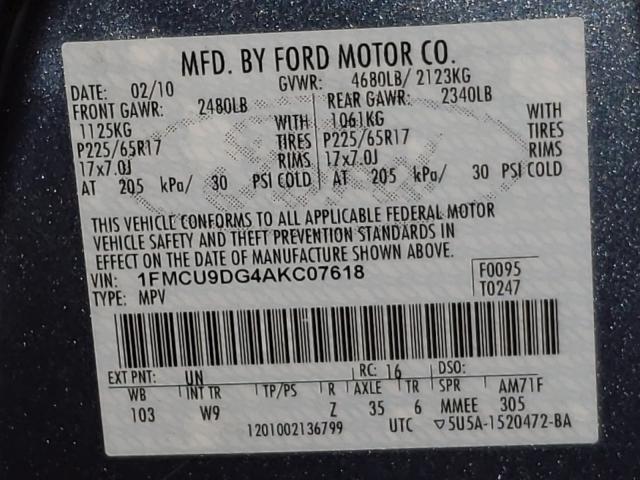 MFD. BY FORD MOTOR CO.
DATE: 02/10 GVWR: 4680LB/ 2123KG
FRONT GAWR: 2480LB REAR GAWR: 2340LB
1125KG WITH 1061KG WITH
P225/65R17 TIRES P225/65R17 TIRES
17x7.0J RIMS 17x7.0J RIMS
AT 205 kPa/ 30 PSI COLD AT 205 kPa/ 30 PSI COLD
THIS VEHICLE CONFORMS TO ALL APPLICABLE FEDERAL MOTOR
VEHICLE SAFETY AND THEFT PREVENTION STANDARDS IN
EFFECT ON THE DATE OF MANUFACTURE SHOWN ABOVE.
VIN: 1FMCU9DG4AKC07618 F0095
TYPE: MPV T0247
EXT PNT: UN RC: 16 DSO:
WB INT TR TP/PS R AXLE TR SPR AM71F
103 W9 Z 35 6 MMEE 305
1201002136799 UTC ▽5U5A-1520472-BA